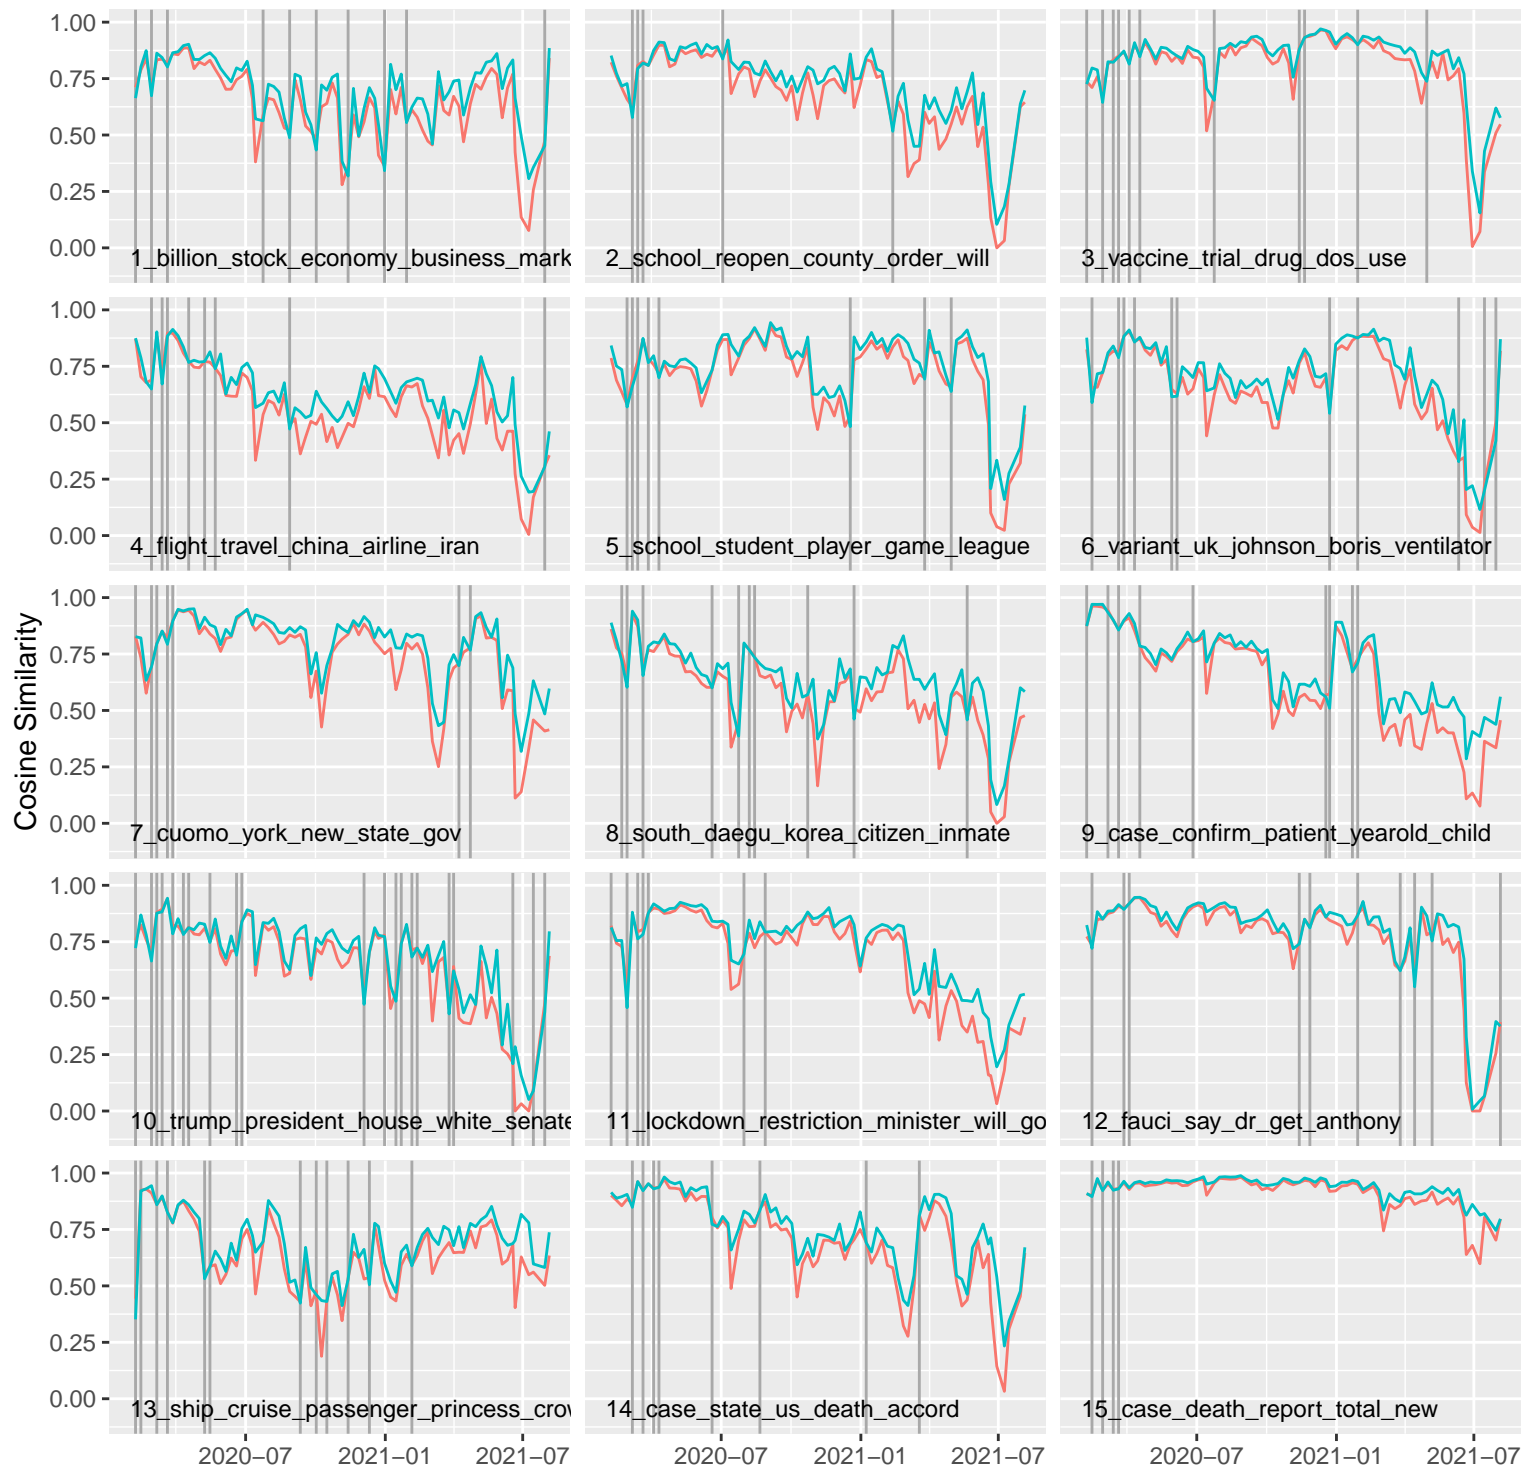 1.00
0.75
0.50
0.25
0.00
1_billion_stock_economy_business_mark
2_school_reopen_county_order_will
3_vaccine_trial_drug_dos_use
1.00
0.75
0.50
0.25
0.00
4_flight_travel_china_airline_iran
5_school_student_player_game_league
6_variant_uk_johnson_boris_ventilator
Cosine Similarity
1.00
0.75
0.50
0.25
0.00
7_cuomo_york_new_state_gov
8_south_daegu_korea_citizen_inmate
9_case_confirm_patient_yearold_child
1.00
0.75
0.50
0.25
0.00
10_trump_president_house_white_senate
11_lockdown_restriction_minister_will_go
12_fauci_say_dr_get_anthony
1.00
0.75
0.50
0.25
0.00
13_ship_cruise_passenger_princess_crow
14_case_state_us_death_accord
15_case_death_report_total_new
2020−07 2021−01 2021−07
2020−07 2021−01 2021−07
2020−07 2021−01 2021−07